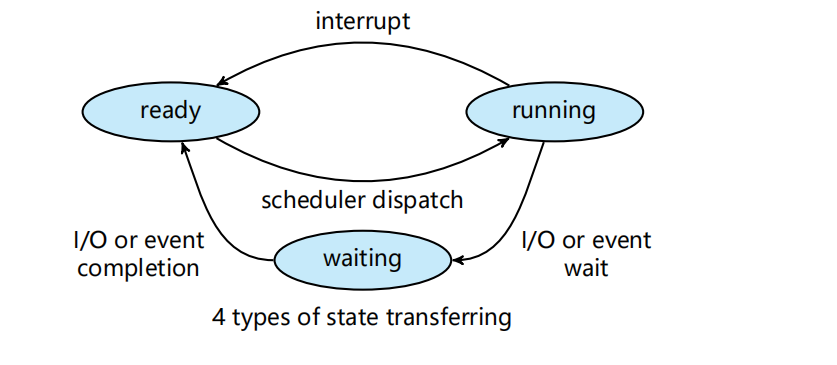 interrupt
ready
running
scheduler dispatch
I/O or event
completion
waiting
I/O or event
wait
4 types of state transferring